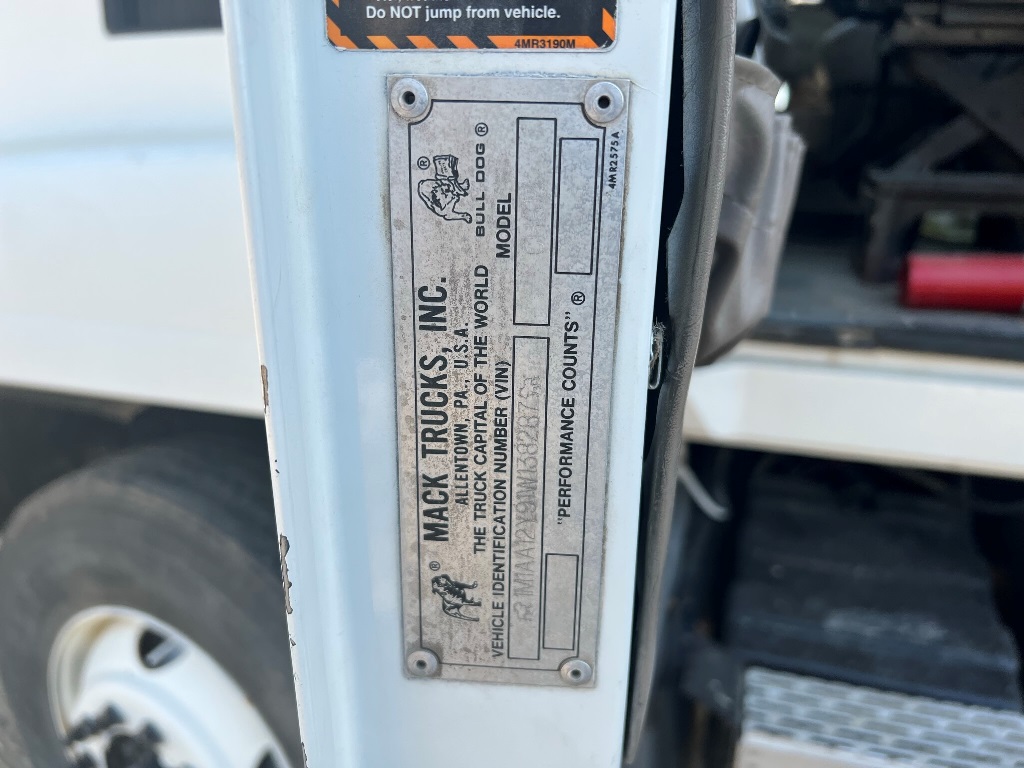 Do NOT jump from vehicle.
4MR3190M
® BULL DOG ®
MACK TRUCKS, INC.
ALLENTOWN, PA., U.S.A.
THE TRUCK CAPITAL OF THE WORLD
®
VEHICLE IDENTIFICATION NUMBER (VIN)
MODEL
"PERFORMANCE COUNTS" ®
4MR2575A